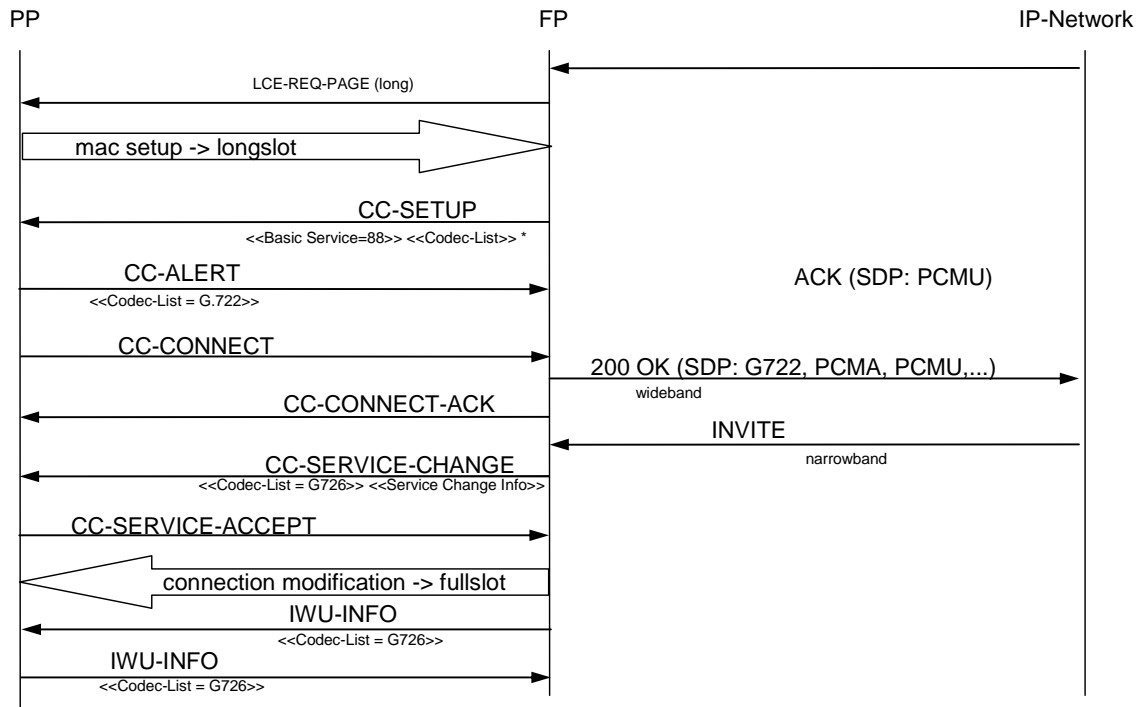 PP FP IP-Network
LCE-REQ-PAGE (long)
mac setup -> longslot
CC-SETUP
<<Basic Service=88>> <<Codec-List>> *
CC-ALERT
ACK (SDP: PCMU)
<<Codec-List = G.722>>
CC-CONNECT
200 OK (SDP: G722, PCMA, PCMU,...)
wideband
CC-CONNECT-ACK
INVITE
narrowband
CC-SERVICE-CHANGE
<<Codec-List = G726>> <<Service Change Info>>
CC-SERVICE-ACCEPT
connection modification -> fullslot
IWU-INFO
<<Codec-List = G726>>
IWU-INFO
<<Codec-List = G726>>